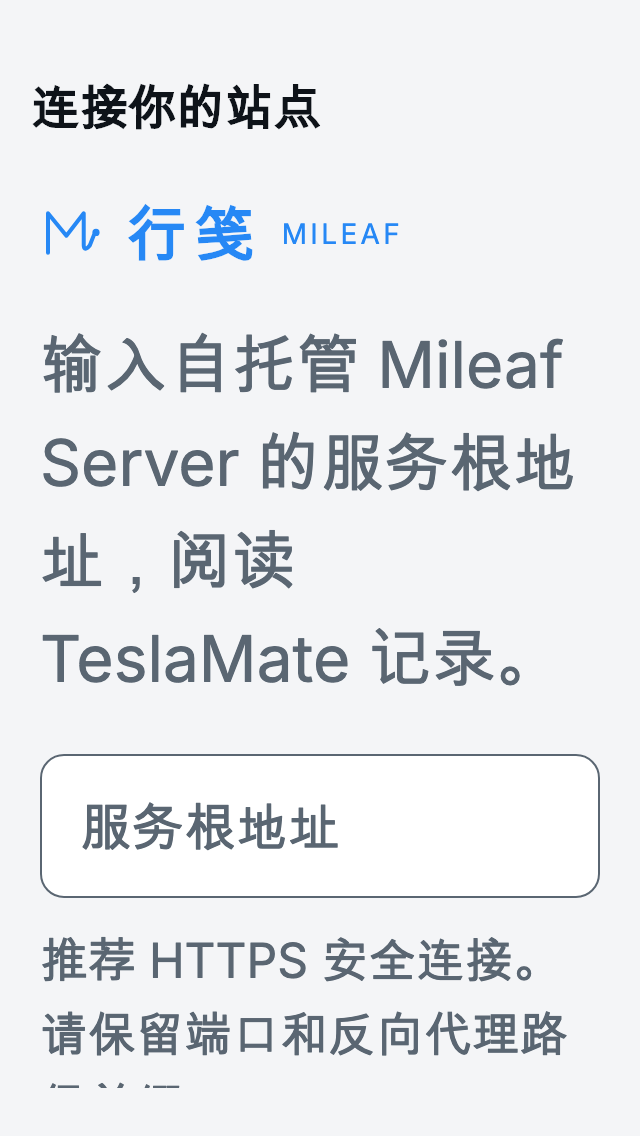 连接你的站点
行笺 MILEAF
输入自托管 Mileaf
Server 的服务根地
址，阅读
TeslaMate 记录。
服务根地址
推荐 HTTPS 安全连接。
请保留端口和反向代理路